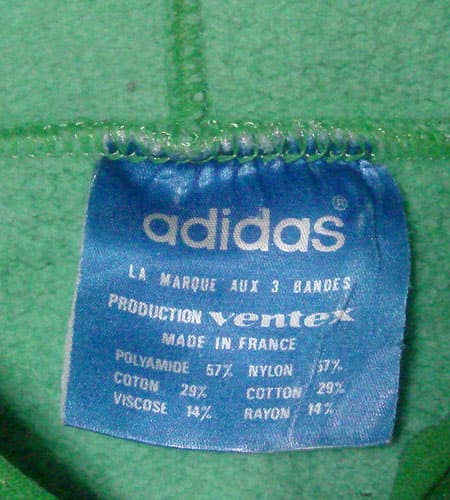 adidas®
LA MARQUE AUX 3 BANDES
PRODUCTION ventex
MADE IN FRANCE
POLYAMIDE 57% NYLON 57%
COTON 29% COTTON 29%
VISCOSE 14% RAYON 14%